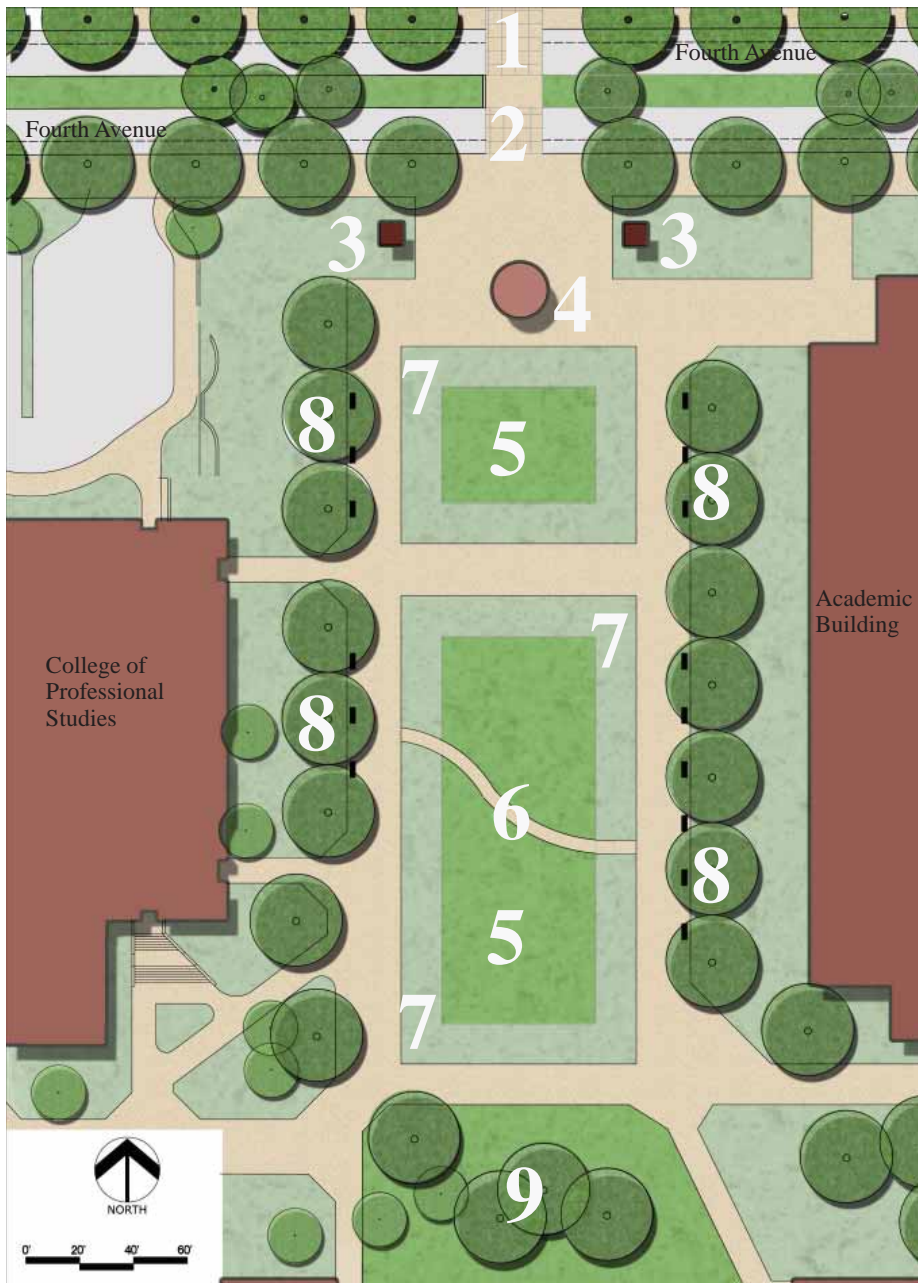 1
Fourth Avenue
Fourth Avenue
2
3
3
4
7
5
8
8
7
Academic
Building
College of
Professional
Studies
8
6
8
5
7
9
NORTH
0' 20' 40' 60'